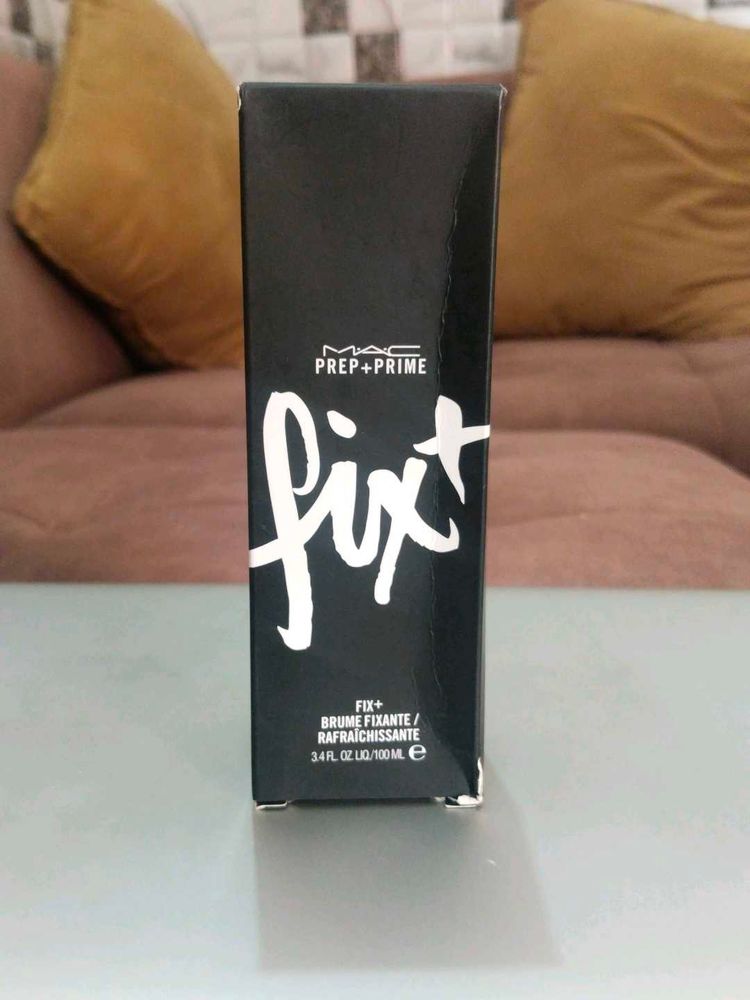 M·A·C
PREP+PRIME
fix+
FIX+
BRUME FIXANTE /
RAFRAÎCHISSANTE
3.4 FL. OZ LIQ./100 ML ℮